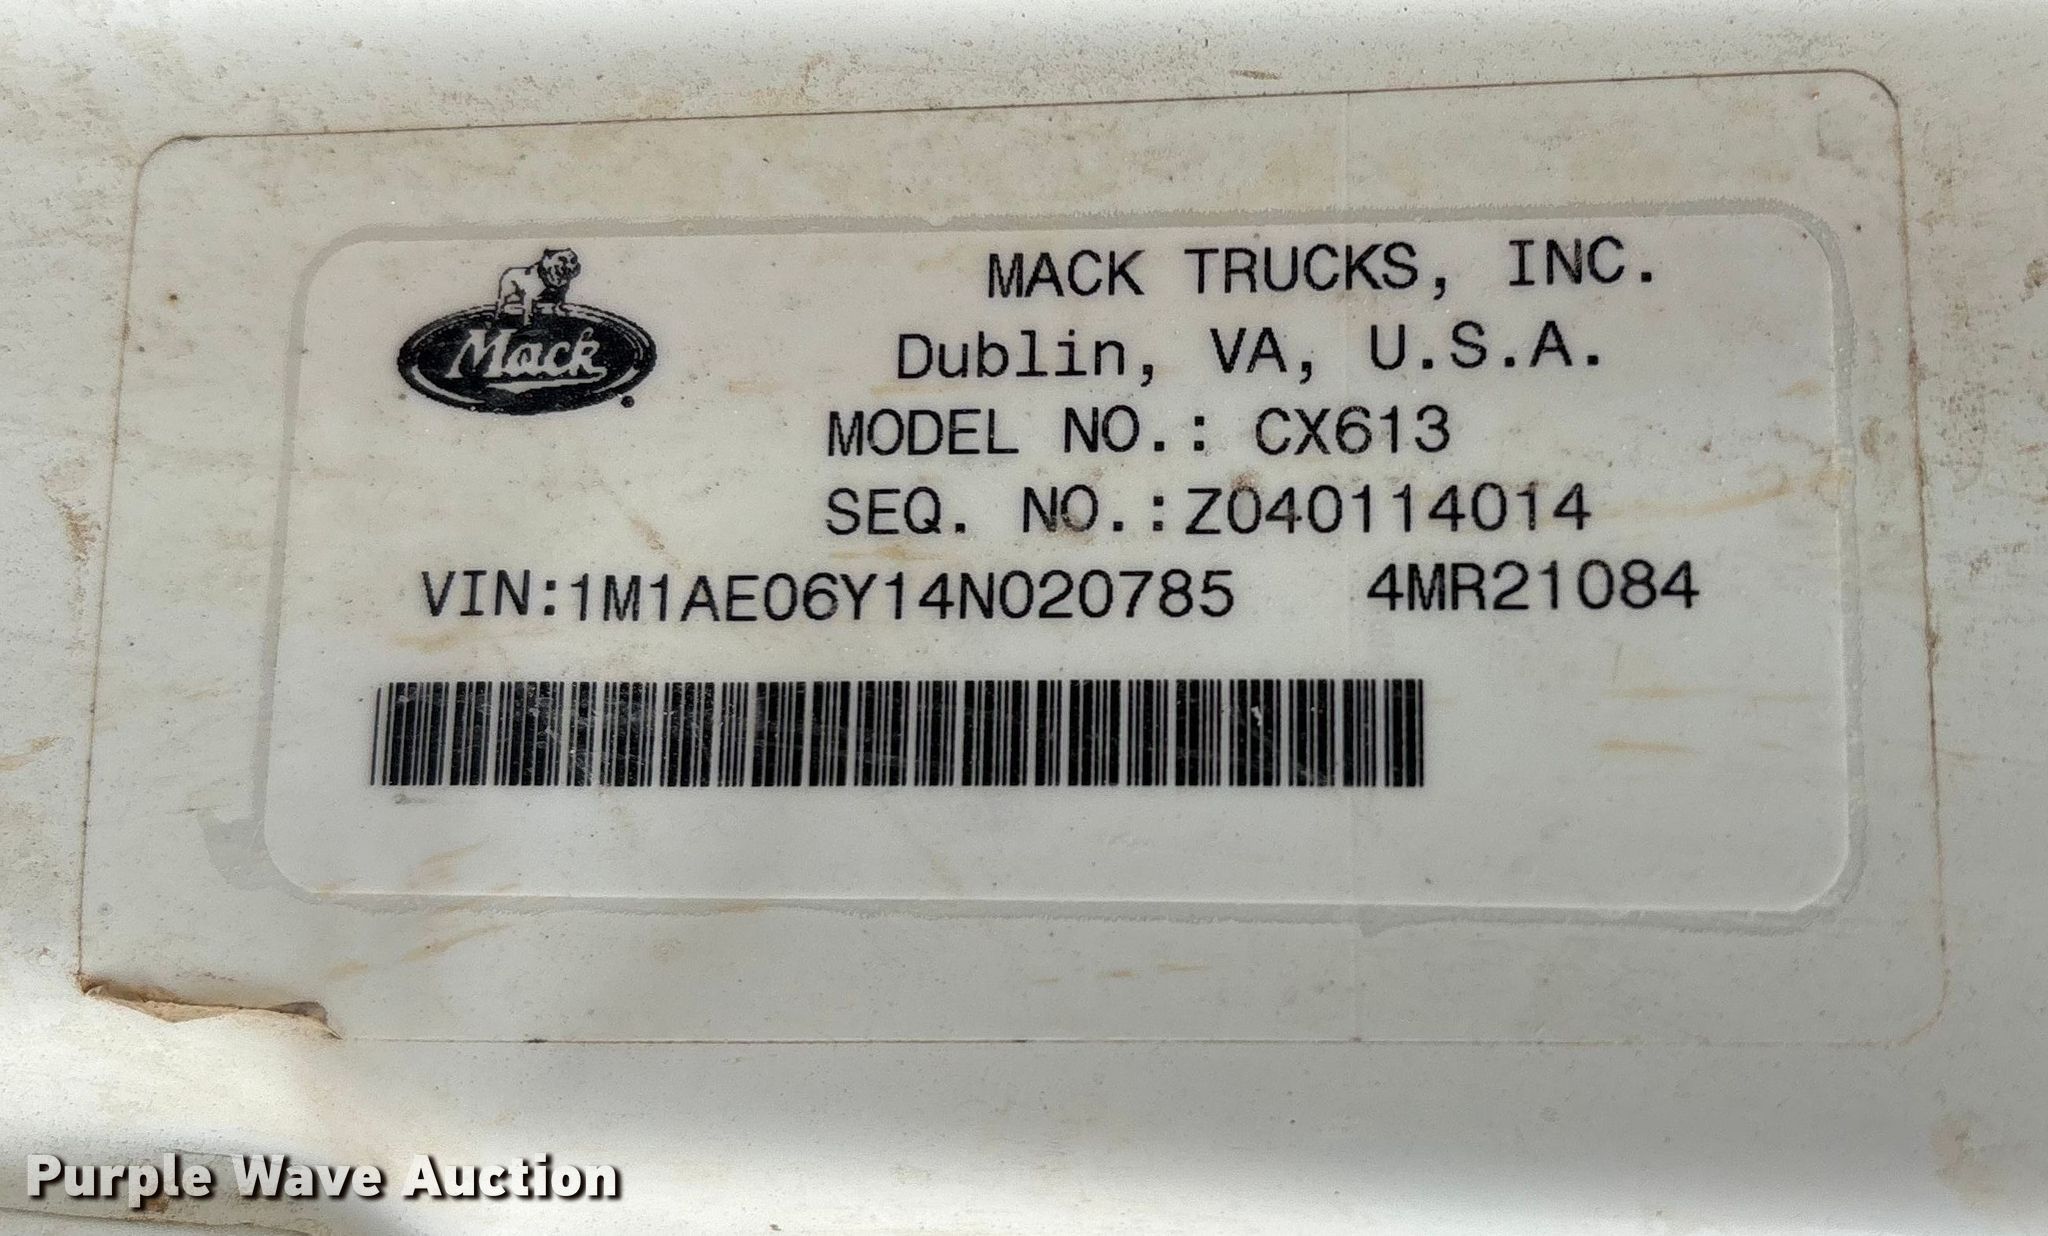 Mack
MACK TRUCKS, INC.
Dublin, VA, U.S.A.
MODEL NO.: CX613
SEQ. NO.:Z040114014
VIN:1M1AE06Y14N020785 4MR21084
Purple Wave Auction